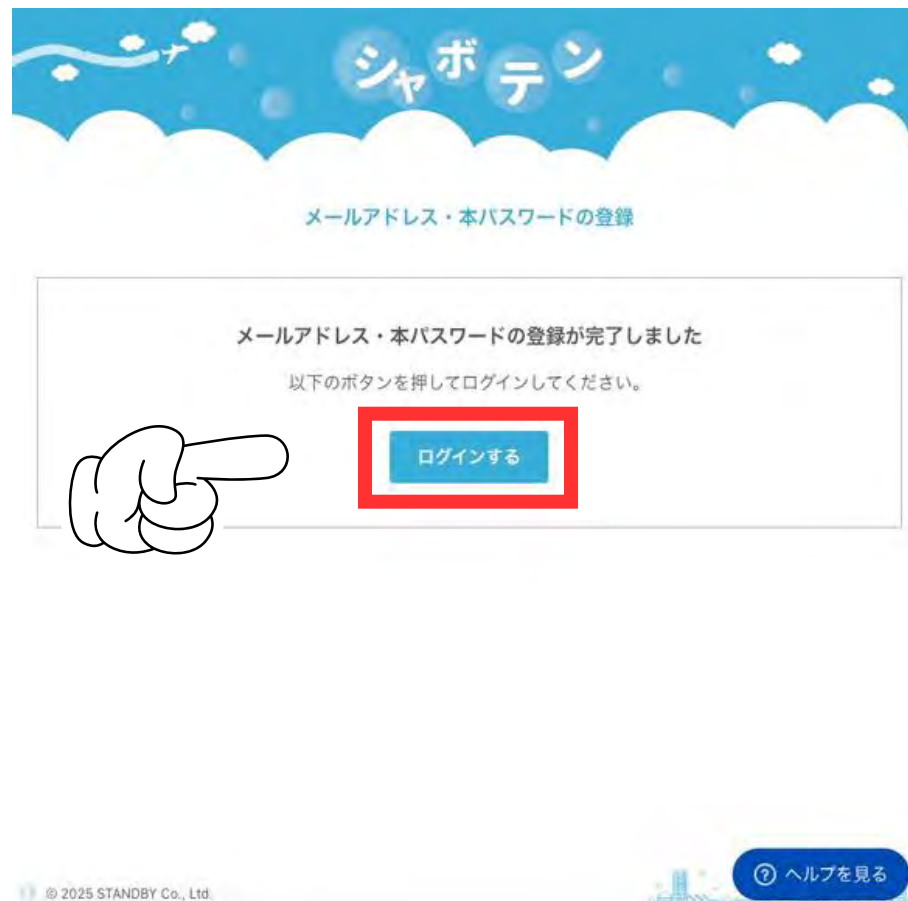 シャボテン
メールアドレス・本パスワードの登録
メールアドレス・本パスワードの登録が完了しました
以下のボタンを押してログインしてください。
ログインする
ヘルプを見る
© 2025 STANDBY Co., Ltd.